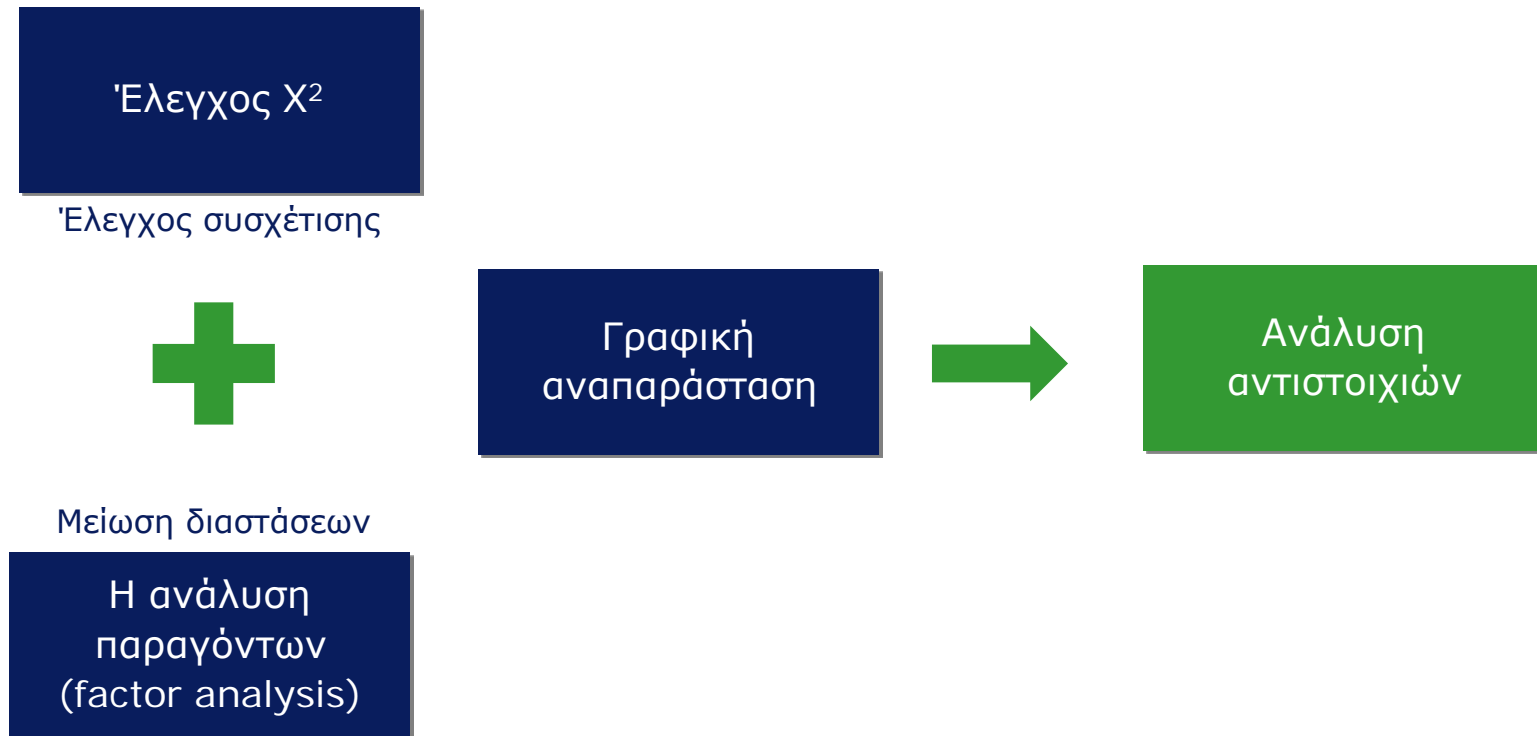 Έλεγχος Χ²
Έλεγχος συσχέτισης
Γραφική
αναπαράσταση
Ανάλυση
αντιστοιχιών
Μείωση διαστάσεων
Η ανάλυση
παραγόντων
(factor analysis)